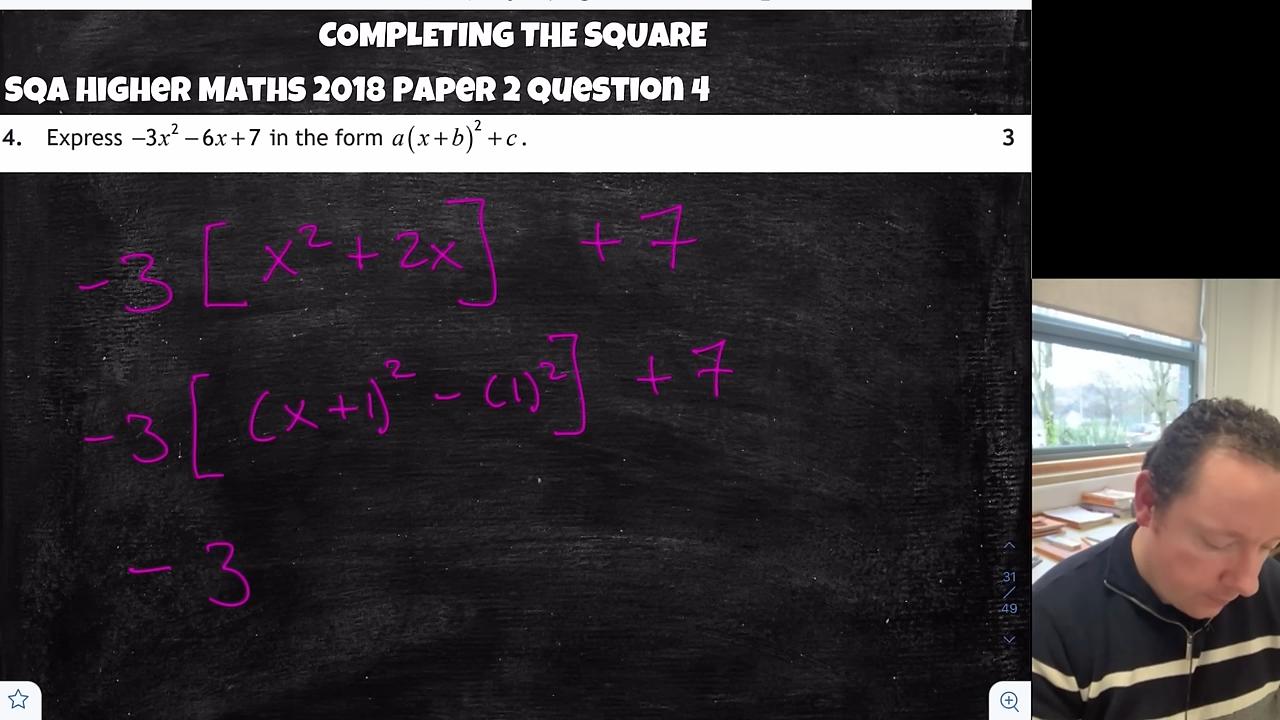 COMPLETING THE SQUARE
SQA HIGHER MATHS 2018 PAPER 2 QUESTION 4
4. Express −3x² − 6x + 7 in the form a(x + b)² + c. 3
-3 [x² + 2x] + 7
-3 [(x + 1)² - (1)²] + 7
- 3
31
/
49